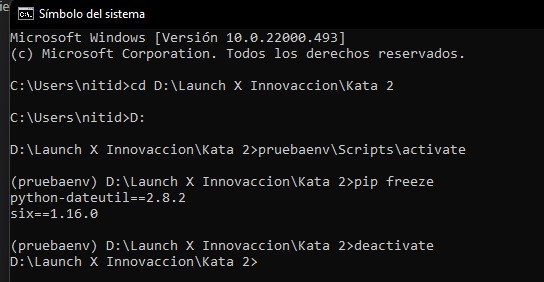 Símbolo del sistema
Microsoft Windows [Versión 10.0.22000.493]
(c) Microsoft Corporation. Todos los derechos reservados.
C:\Users\nitid>cd D:\Launch X Innovaccion\Kata 2
C:\Users\nitid>D:
D:\Launch X Innovaccion\Kata 2>pruebaenv\Scripts\activate
(pruebaenv) D:\Launch X Innovaccion\Kata 2>pip freeze
python-dateutil==2.8.2
six==1.16.0
(pruebaenv) D:\Launch X Innovaccion\Kata 2>deactivate
D:\Launch X Innovaccion\Kata 2>